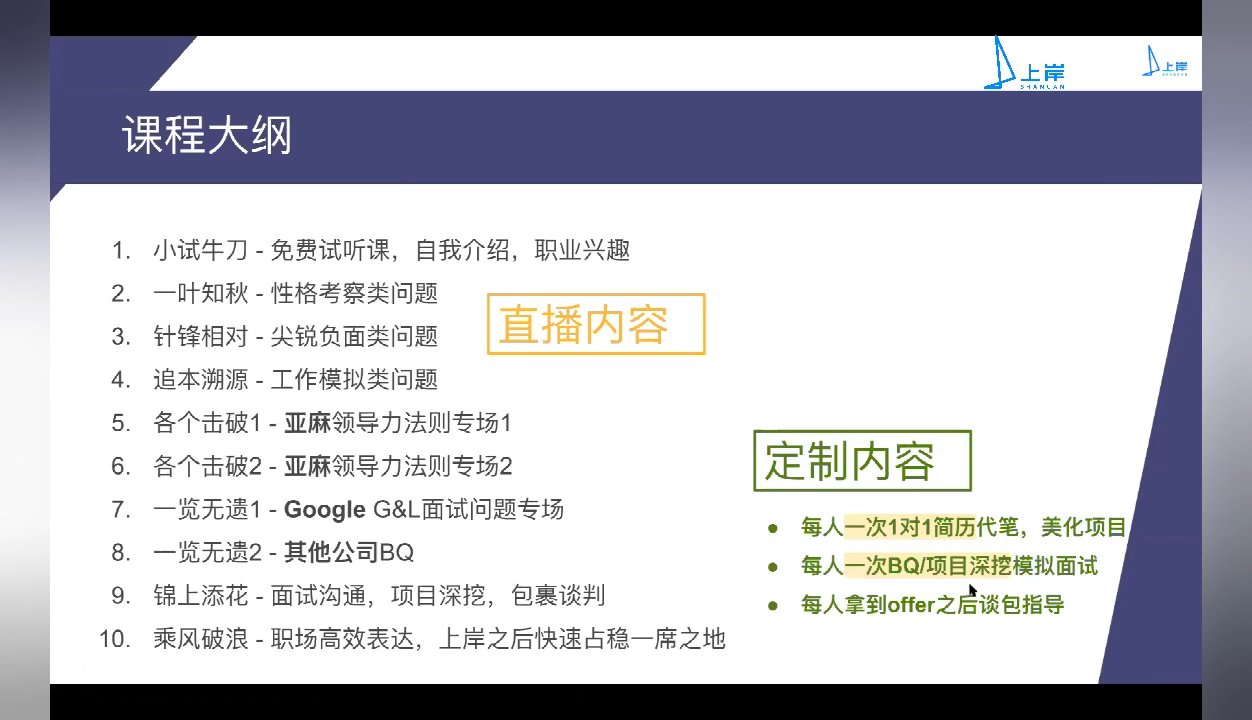 上岸
SHANGAN
上岸
课程大纲
1. 小试牛刀 - 免费试听课，自我介绍，职业兴趣
2. 一叶知秋 - 性格考察类问题
3. 针锋相对 - 尖锐负面类问题
直播内容
4. 追本溯源 - 工作模拟类问题
5. 各个击破1 - 亚麻领导力法则专场1
6. 各个击破2 - 亚麻领导力法则专场2
7. 一览无遗1 - Google G&L面试问题专场
8. 一览无遗2 - 其他公司BQ
9. 锦上添花 - 面试沟通，项目深挖，包裹谈判
10. 乘风破浪 - 职场高效表达，上岸之后快速占稳一席之地
定制内容
● 每人一次1对1简历代笔，美化项目
● 每人一次BQ/项目深挖模拟面试
● 每人拿到offer之后谈包指导